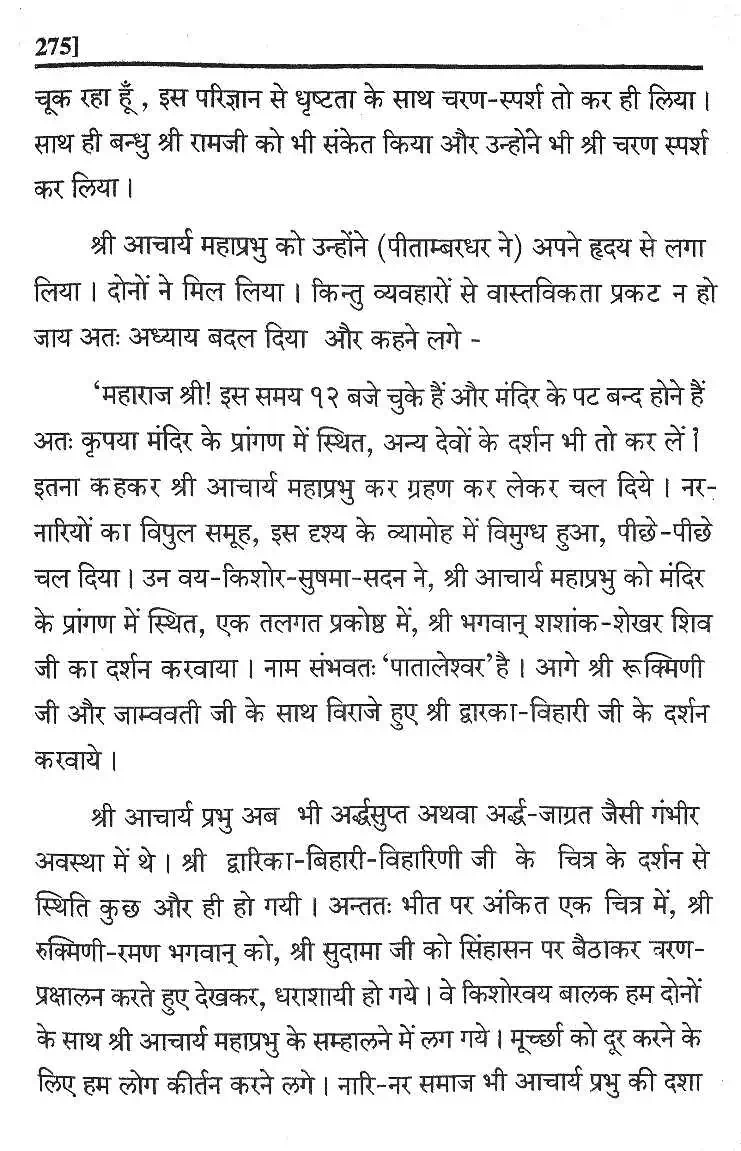 275]
चूक रहा हूँ , इस परिज्ञान से धृष्टता के साथ चरण-स्पर्श तो कर ही लिया ।
साथ ही बन्धु श्री रामजी को भी संकेत किया और उन्होंने भी श्री चरण स्पर्श
कर लिया ।
श्री आचार्य महाप्रभु को उन्होंने (पीताम्बरधर ने) अपने हृदय से लगा
लिया । दोनों ने मिल लिया । किन्तु व्यवहारों से वास्तविकता प्रकट न हो
जाय अतः अध्याय बदल दिया और कहने लगे -
‘महाराज श्री! इस समय १२ बजे चुके हैं और मंदिर के पट बन्द होने हैं
अतः कृपया मंदिर के प्रांगण में स्थित, अन्य देवों के दर्शन भी तो कर लें !
इतना कहकर श्री आचार्य महाप्रभु कर ग्रहण कर लेकर चल दिये । नर-
नारियों का विपुल समूह, इस दृश्य के व्यामोह में विमुग्ध हुआ, पीछे-पीछे
चल दिया । उन वय-किशोर-सुषमा-सदन ने, श्री आचार्य महाप्रभु को मंदिर
के प्रांगण में स्थित, एक तलगत प्रकोष्ठ में, श्री भगवान् शशांक-शेखर शिव
जी का दर्शन करवाया । नाम संभवतः ‘पातालेश्वर’ है । आगे श्री रूक्मिणी
जी और जाम्ववती जी के साथ विराजे हुए श्री द्वारका-विहारी जी के दर्शन
करवाये ।
श्री आचार्य प्रभु अब भी अर्द्धसुप्त अथवा अर्द्ध-जाग्रत जैसी गंभीर
अवस्था में थे । श्री द्वारिका-बिहारी-विहारिणी जी के चित्र के दर्शन से
स्थिति कुछ और ही हो गयी । अन्ततः भीत पर अंकित एक चित्र में, श्री
रुक्मिणी-रमण भगवान् को, श्री सुदामा जी को सिंहासन पर बैठाकर चरण-
प्रक्षालन करते हुए देखकर, धराशायी हो गये । वे किशोरवय बालक हम दोनों
के साथ श्री आचार्य महाप्रभु के सम्हालने में लग गये । मूर्च्छा को दूर करने के
लिए हम लोग कीर्तन करने लगे । नारि-नर समाज भी आचार्य प्रभु की दशा